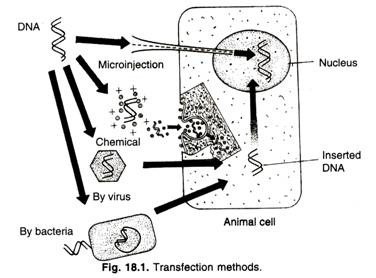 DNA
Microinjection
Nucleus
Chemical
Inserted
DNA
By virus
Animal cell
By bacteria
Fig. 18.1. Transfection methods.